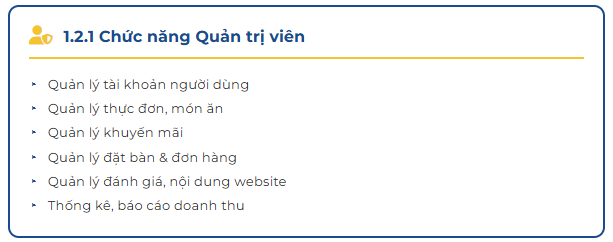 1.2.1 Chức năng Quản trị viên
Quản lý tài khoản người dùng
Quản lý thực đơn, món ăn
Quản lý khuyến mãi
Quản lý đặt bàn & đơn hàng
Quản lý đánh giá, nội dung website
Thống kê, báo cáo doanh thu